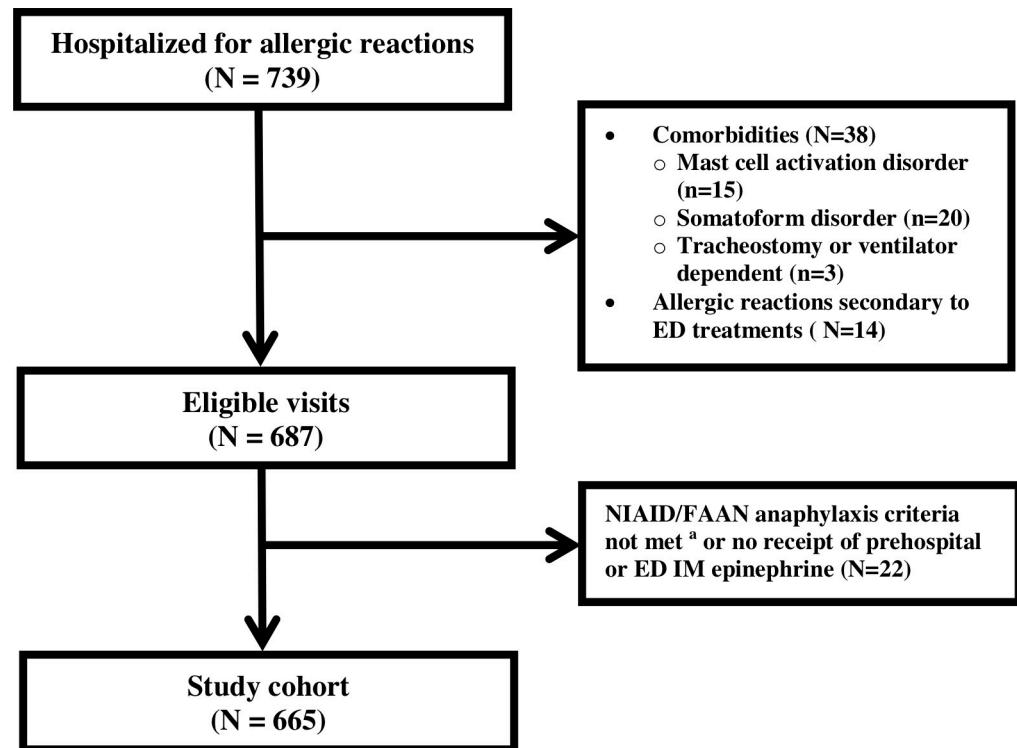 Hospitalized for allergic reactions
(N = 739)
• Comorbidities (N=38)
o Mast cell activation disorder
(n=15)
o Somatoform disorder (n=20)
o Tracheostomy or ventilator
dependent (n=3)
• Allergic reactions secondary to
ED treatments ( N=14)
Eligible visits
(N = 687)
NIAID/FAAN anaphylaxis criteria
not met a or no receipt of prehospital
or ED IM epinephrine (N=22)
Study cohort
(N = 665)